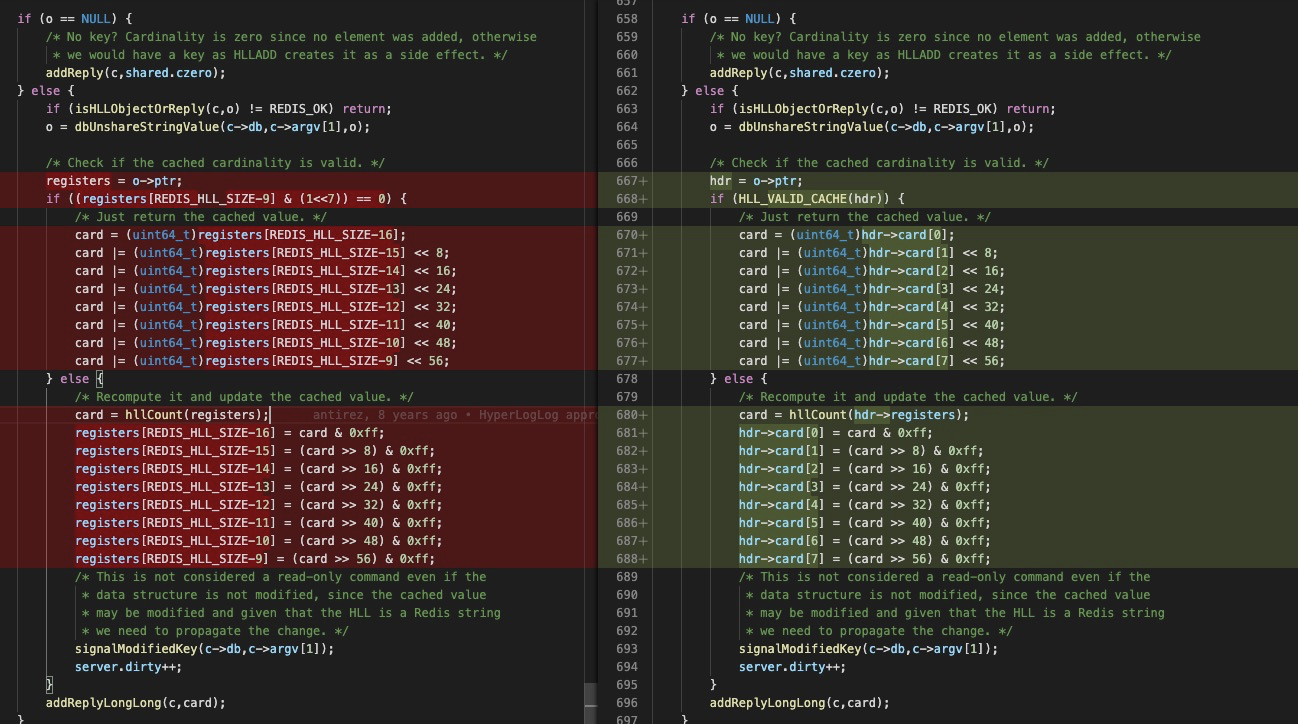 if (o == NULL) {
/* No key? Cardinality is zero since no element was added, otherwise
* we would have a key as HLLADD creates it as a side effect. */
addReply(c,shared.czero);
} else {
if (isHLLObjectOrReply(c,o) != REDIS_OK) return;
o = dbUnshareStringValue(c->db,c->argv[1],o);
/* Check if the cached cardinality is valid. */
registers = o->ptr;
if ((registers[REDIS_HLL_SIZE-9] & (1<<7)) == 0) {
/* Just return the cached value. */
card = (uint64_t)registers[REDIS_HLL_SIZE-16];
card |= (uint64_t)registers[REDIS_HLL_SIZE-15] << 8;
card |= (uint64_t)registers[REDIS_HLL_SIZE-14] << 16;
card |= (uint64_t)registers[REDIS_HLL_SIZE-13] << 24;
card |= (uint64_t)registers[REDIS_HLL_SIZE-12] << 32;
card |= (uint64_t)registers[REDIS_HLL_SIZE-11] << 40;
card |= (uint64_t)registers[REDIS_HLL_SIZE-10] << 48;
card |= (uint64_t)registers[REDIS_HLL_SIZE-9] << 56;
} else {
/* Recompute it and update the cached value. */
card = hllCount(registers); antirez, 8 years ago • HyperLogLog appr
registers[REDIS_HLL_SIZE-16] = card & 0xff;
registers[REDIS_HLL_SIZE-15] = (card >> 8) & 0xff;
registers[REDIS_HLL_SIZE-14] = (card >> 16) & 0xff;
registers[REDIS_HLL_SIZE-13] = (card >> 24) & 0xff;
registers[REDIS_HLL_SIZE-12] = (card >> 32) & 0xff;
registers[REDIS_HLL_SIZE-11] = (card >> 40) & 0xff;
registers[REDIS_HLL_SIZE-10] = (card >> 48) & 0xff;
registers[REDIS_HLL_SIZE-9] = (card >> 56) & 0xff;
/* This is not considered a read-only command even if the
* data structure is not modified, since the cached value
* may be modified and given that the HLL is a Redis string
* we need to propagate the change. */
signalModifiedKey(c->db,c->argv[1]);
server.dirty++;
}
addReplyLongLong(c,card);
}
657
658 if (o == NULL) {
659 /* No key? Cardinality is zero since no element was added, otherwise
660 * we would have a key as HLLADD creates it as a side effect. */
661 addReply(c,shared.czero);
662 } else {
663 if (isHLLObjectOrReply(c,o) != REDIS_OK) return;
664 o = dbUnshareStringValue(c->db,c->argv[1],o);
665
666 /* Check if the cached cardinality is valid. */
667+ hdr = o->ptr;
668+ if (HLL_VALID_CACHE(hdr)) {
669 /* Just return the cached value. */
670+ card = (uint64_t)hdr->card[0];
671+ card |= (uint64_t)hdr->card[1] << 8;
672+ card |= (uint64_t)hdr->card[2] << 16;
673+ card |= (uint64_t)hdr->card[3] << 24;
674+ card |= (uint64_t)hdr->card[4] << 32;
675+ card |= (uint64_t)hdr->card[5] << 40;
676+ card |= (uint64_t)hdr->card[6] << 48;
677+ card |= (uint64_t)hdr->card[7] << 56;
678 } else {
679 /* Recompute it and update the cached value. */
680+ card = hllCount(hdr->registers);
681+ hdr->card[0] = card & 0xff;
682+ hdr->card[1] = (card >> 8) & 0xff;
683+ hdr->card[2] = (card >> 16) & 0xff;
684+ hdr->card[3] = (card >> 24) & 0xff;
685+ hdr->card[4] = (card >> 32) & 0xff;
686+ hdr->card[5] = (card >> 40) & 0xff;
687+ hdr->card[6] = (card >> 48) & 0xff;
688+ hdr->card[7] = (card >> 56) & 0xff;
689 /* This is not considered a read-only command even if the
690 * data structure is not modified, since the cached value
691 * may be modified and given that the HLL is a Redis string
692 * we need to propagate the change. */
693 signalModifiedKey(c->db,c->argv[1]);
694 server.dirty++;
695 }
696 addReplyLongLong(c,card);
697 }